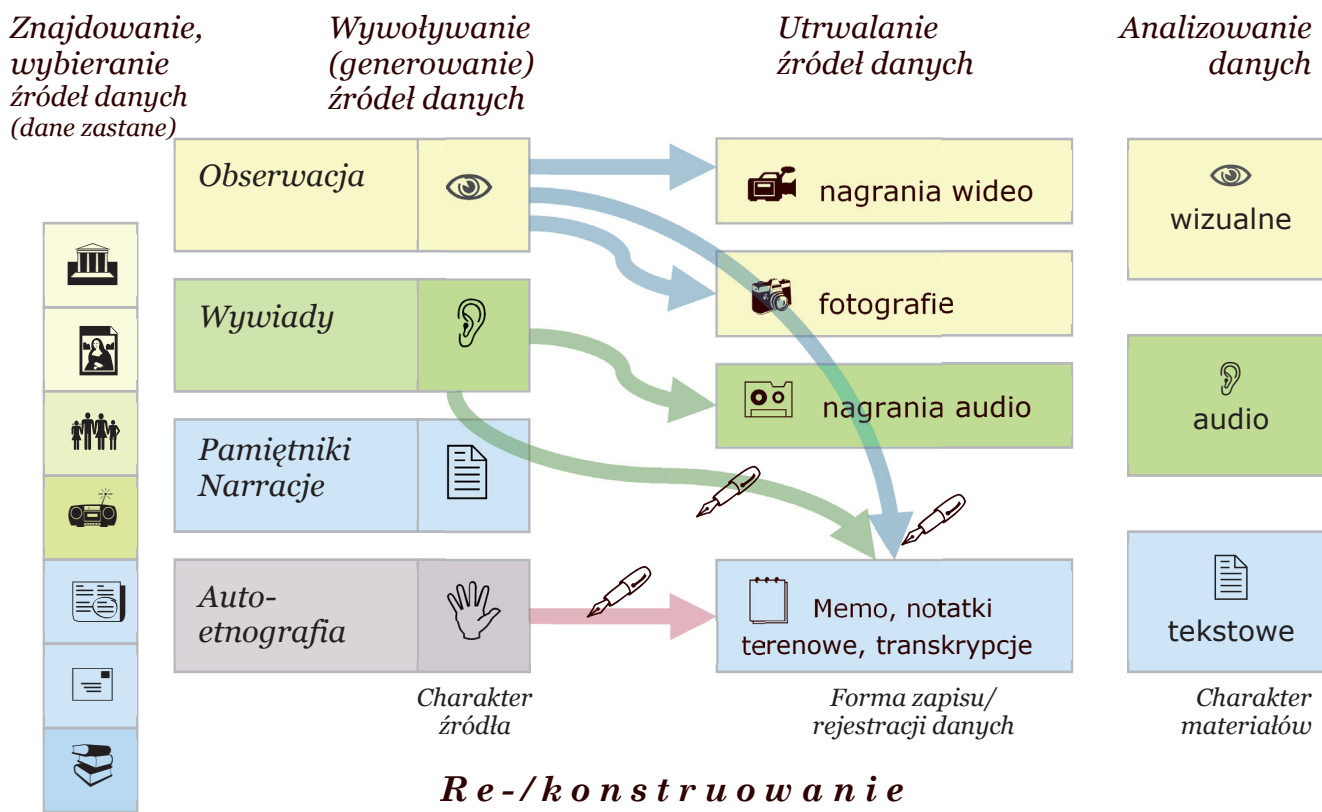 Znajdowanie,
wybieranie
źródeł danych
(dane zastane)
Wywoływanie
(generowanie)
źródeł danych
Utrwalanie
źródeł danych
Analizowanie
danych
Obserwacja
Wywiady
Pamiętniki
Narracje
Auto-
etnografia
Charakter
źródła
nagrania wideo
fotografie
nagrania audio
Memo, notatki
terenowe, transkrypcje
Forma zapisu/
rejestracji danych
wizualne
audio
tekstowe
Charakter
materiałów
Re-/konstruowanie